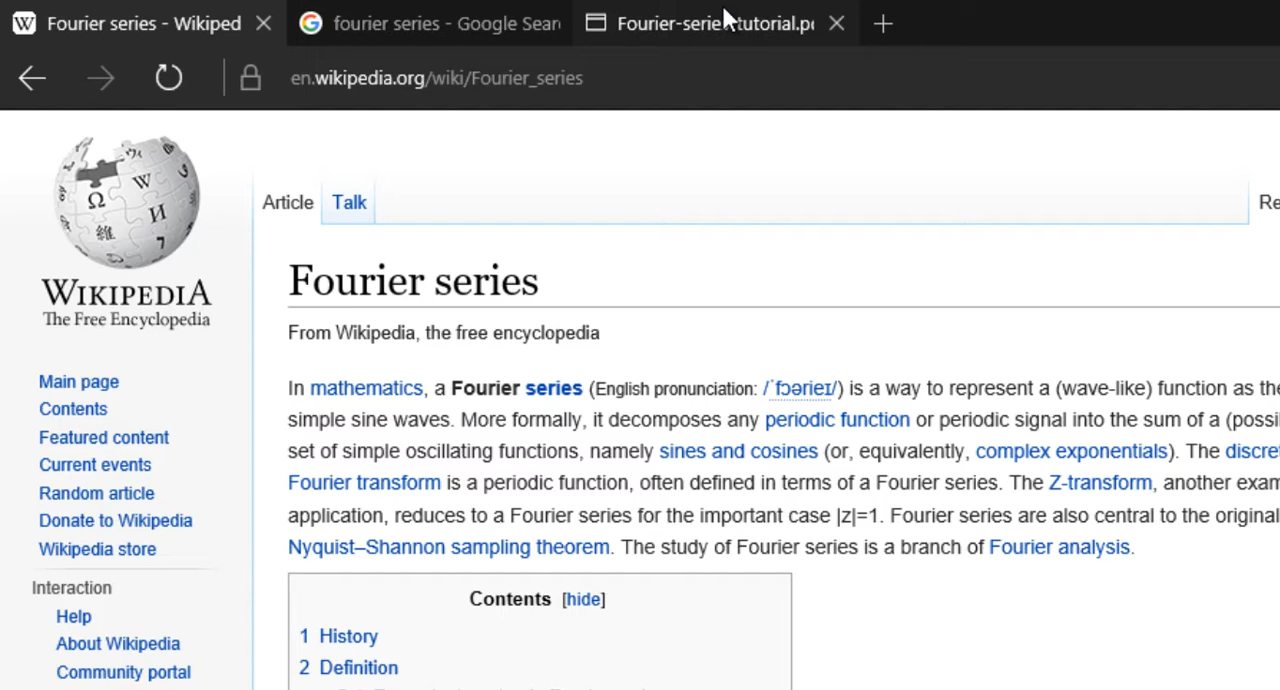 Fourier series - Wikiped
fourier series - Google Sear
Fourier-serie tutorial.pd
en.wikipedia.org/wiki/Fourier_series
WIKIPEDIA
The Free Encyclopedia
Main page
Contents
Featured content
Current events
Random article
Donate to Wikipedia
Wikipedia store
Interaction
Help
About Wikipedia
Community portal
Article
Talk
Re
Fourier series
From Wikipedia, the free encyclopedia
In mathematics, a Fourier series (English pronunciation: /ˈfɔərieɪ/) is a way to represent a (wave-like) function as the
simple sine waves. More formally, it decomposes any periodic function or periodic signal into the sum of a (possi
set of simple oscillating functions, namely sines and cosines (or, equivalently, complex exponentials). The discret
Fourier transform is a periodic function, often defined in terms of a Fourier series. The Z-transform, another exam
application, reduces to a Fourier series for the important case |z|=1. Fourier series are also central to the original
Nyquist–Shannon sampling theorem. The study of Fourier series is a branch of Fourier analysis.
Contents [hide]
1 History
2 Definition